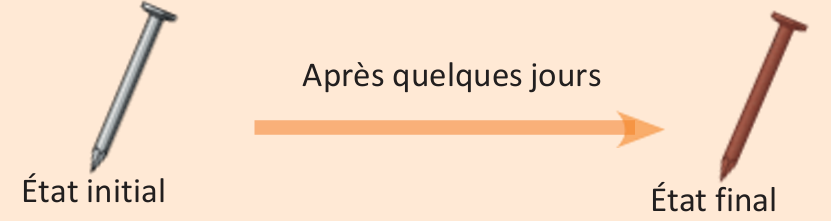 Après quelques jours
État initial
État final